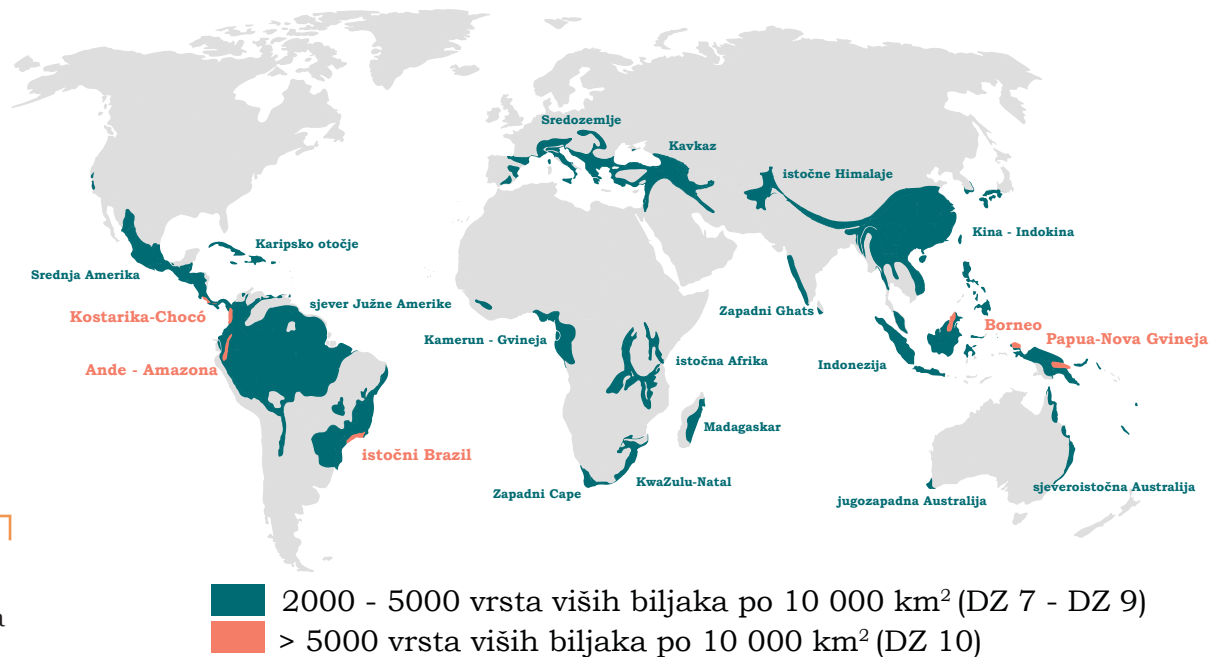 Sredozemlje
Kavkaz
istočne Himalaje
Kina - Indokina
Karipsko otočje
Srednja Amerika
sjever Južne Amerike
Kostarika-Chocó
Zapadni Ghats
Borneo
Papua-Nova Gvineja
Kamerun - Gvineja
istočna Afrika
Indonezija
Ande - Amazona
Madagaskar
istočni Brazil
KwaZulu-Natal
Zapadni Cape
sjeveroistočna Australija
jugozapadna Australija
2000 - 5000 vrsta viših biljaka po 10 000 km² (DZ 7 - DZ 9)
> 5000 vrsta viših biljaka po 10 000 km² (DZ 10)